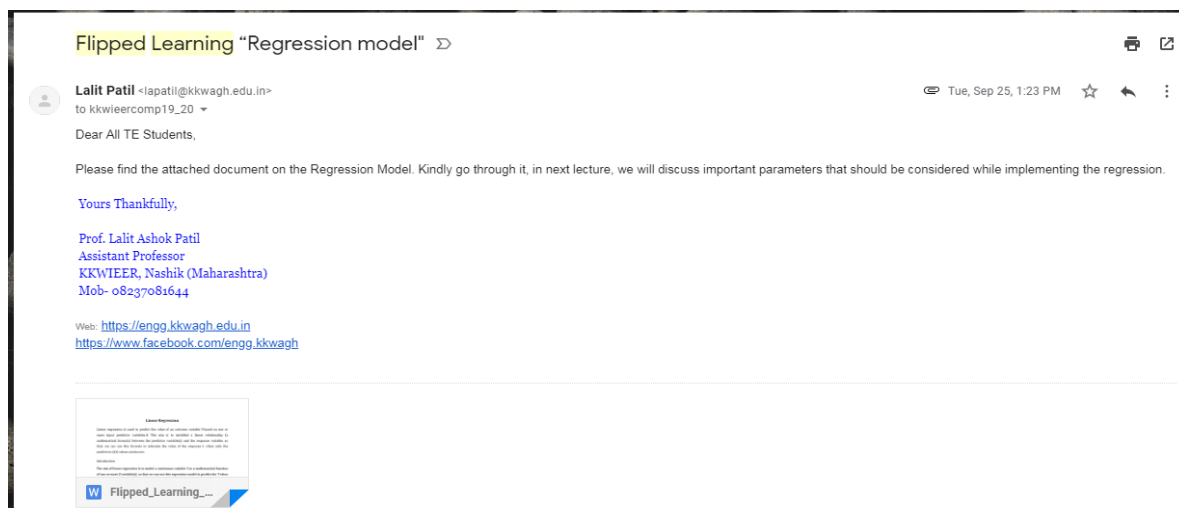 Flipped Learning “Regression model"
Lalit Patil <lapatil@kkwagh.edu.in>
Tue, Sep 25, 1:23 PM
to kkwieercomp19_20
Dear All TE Students,
Please find the attached document on the Regression Model. Kindly go through it, in next lecture, we will discuss important parameters that should be considered while implementing the regression.
Yours Thankfully,
Prof. Lalit Ashok Patil
Assistant Professor
KKWIEER, Nashik (Maharashtra)
Mob- 08237081644
Web: https://engg.kkwagh.edu.in
https://www.facebook.com/engg.kkwagh
Linear Regression
Introduction
W Flipped_Learning_...